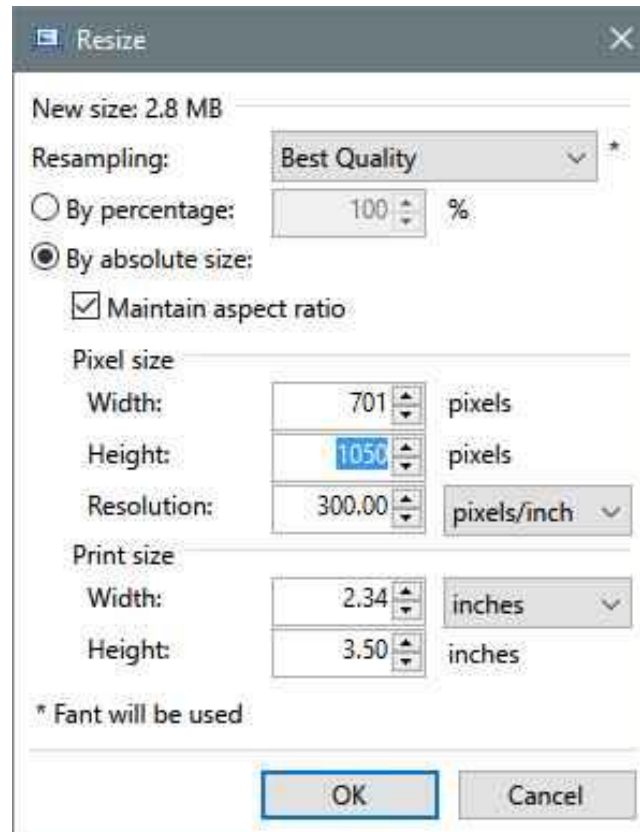 Resize
New size: 2.8 MB
Resampling: Best Quality *
By percentage: 100 %
By absolute size:
Maintain aspect ratio
Pixel size
Width: 701 pixels
Height: 1050 pixels
Resolution: 300.00 pixels/inch
Print size
Width: 2.34 inches
Height: 3.50 inches
* Fant will be used
OK Cancel